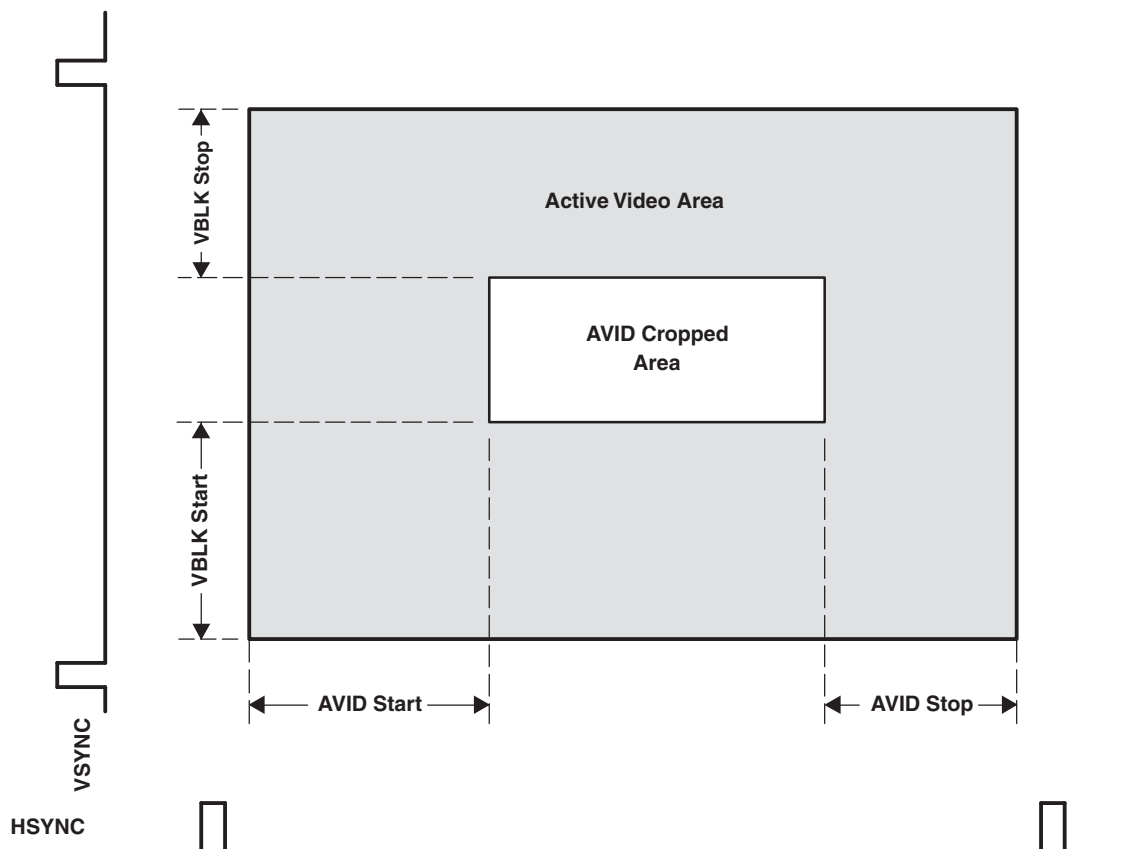 VBLK Stop
Active Video Area
AVID Cropped
Area
VBLK Start
AVID Start
AVID Stop
VSYNC
HSYNC